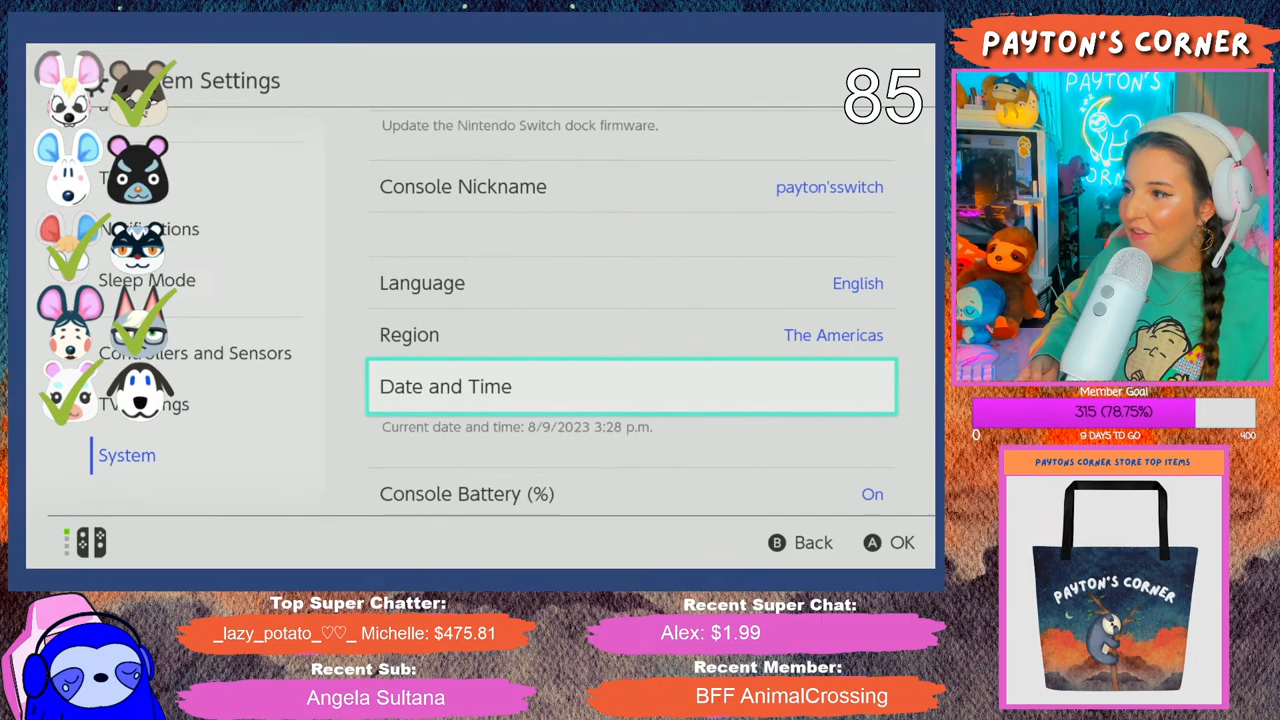 em Settings
85
Update the Nintendo Switch dock firmware.
Console Nickname payton'sswitch
Notifications
Sleep Mode
Language English
Region The Americas
Controllers and Sensors
Date and Time
Current date and time: 8/9/2023 3:28 p.m.
System
Console Battery (%) On
B Back A OK
PAYTON'S CORNER
PAYTON'S
Member Goal
315 (78.75%)
0 9 DAYS TO GO 400
PAYTONS CORNER STORE TOP ITEMS
PAYTON'S CORNER
Top Super Chatter:
_lazy_potato_♡♡_ Michelle: $475.81
Recent Super Chat:
Alex: $1.99
Recent Sub:
Angela Sultana
Recent Member:
BFF AnimalCrossing